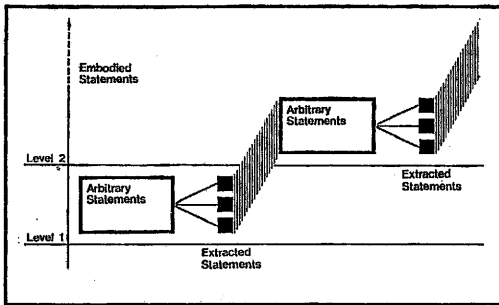 Embodied
Statements
Arbitrary
Statements
Extracted
Statements
Level 2
Arbitrary
Statements
Level 1
Extracted
Statements